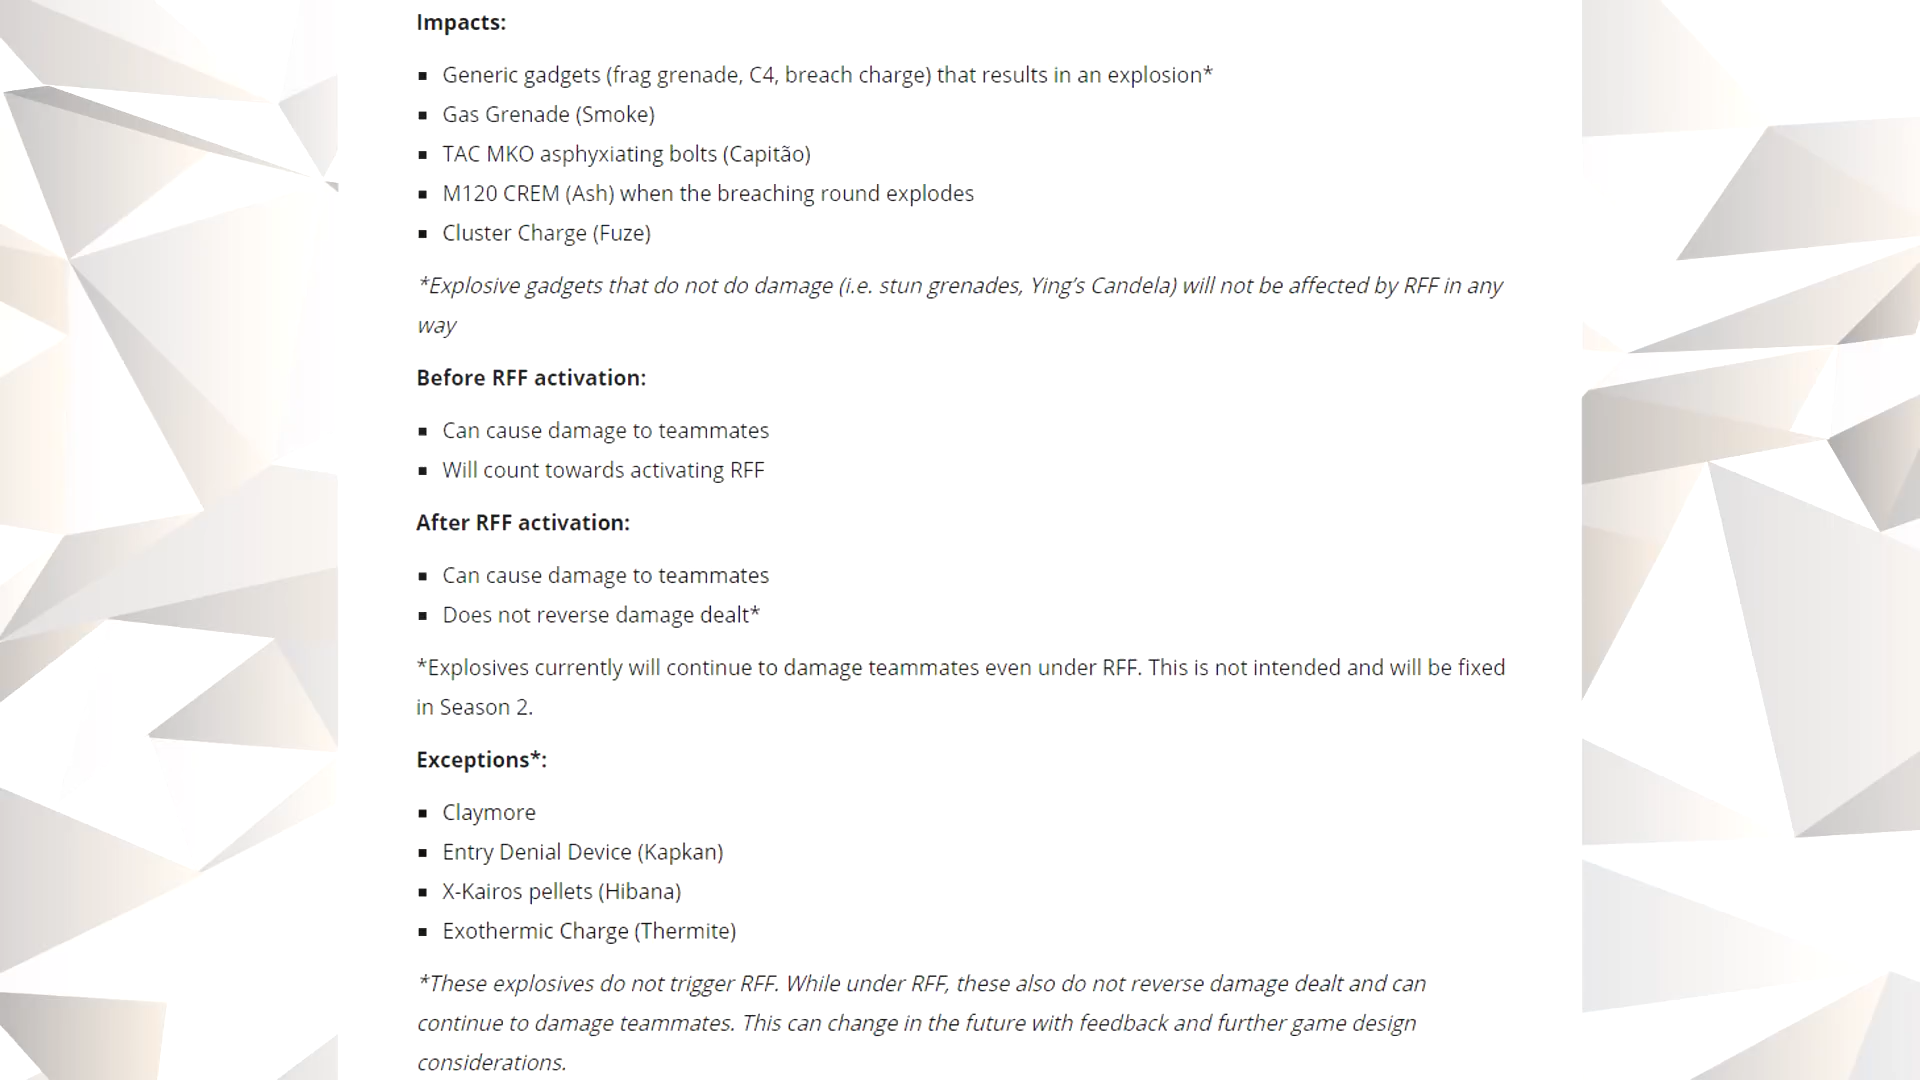 Impacts:
▪ Generic gadgets (frag grenade, C4, breach charge) that results in an explosion*
▪ Gas Grenade (Smoke)
▪ TAC MKO asphyxiating bolts (Capitão)
▪ M120 CREM (Ash) when the breaching round explodes
▪ Cluster Charge (Fuze)
*Explosive gadgets that do not do damage (i.e. stun grenades, Ying’s Candela) will not be affected by RFF in any
way
Before RFF activation:
▪ Can cause damage to teammates
▪ Will count towards activating RFF
After RFF activation:
▪ Can cause damage to teammates
▪ Does not reverse damage dealt*
*Explosives currently will continue to damage teammates even under RFF. This is not intended and will be fixed
in Season 2.
Exceptions*:
▪ Claymore
▪ Entry Denial Device (Kapkan)
▪ X-Kairos pellets (Hibana)
▪ Exothermic Charge (Thermite)
*These explosives do not trigger RFF. While under RFF, these also do not reverse damage dealt and can
continue to damage teammates. This can change in the future with feedback and further game design
considerations.